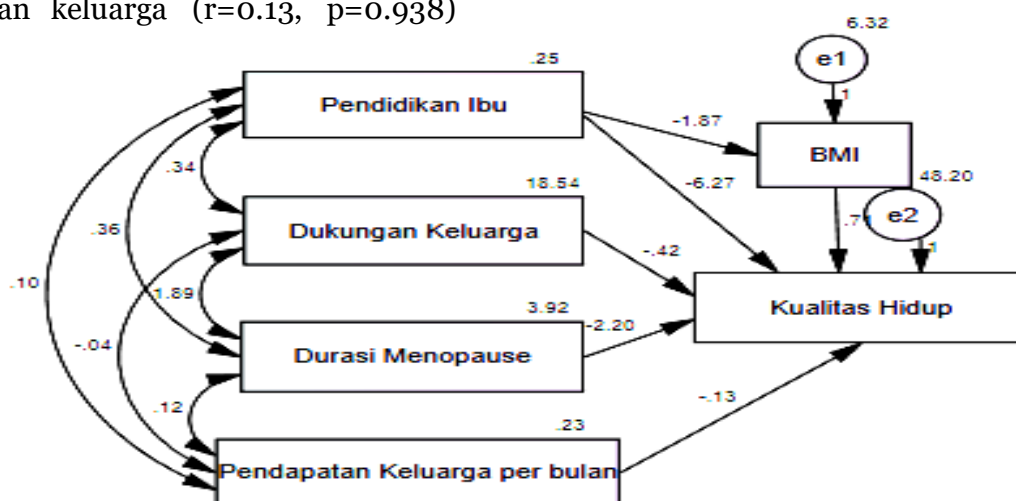 an keluarga (r=0.13, p=0.938)
6.32
e1
.25
1
Pendidikan Ibu
-1.87
BMI
.34
-6.27
48.20
18.54
.71
e2
.36
Dukungan Keluarga
-.42
1
.10
1.89
3.92
-2.20
Kualitas Hidup
-.04
Durasi Menopause
.12
-.13
.23
Pendapatan Keluarga per bulan